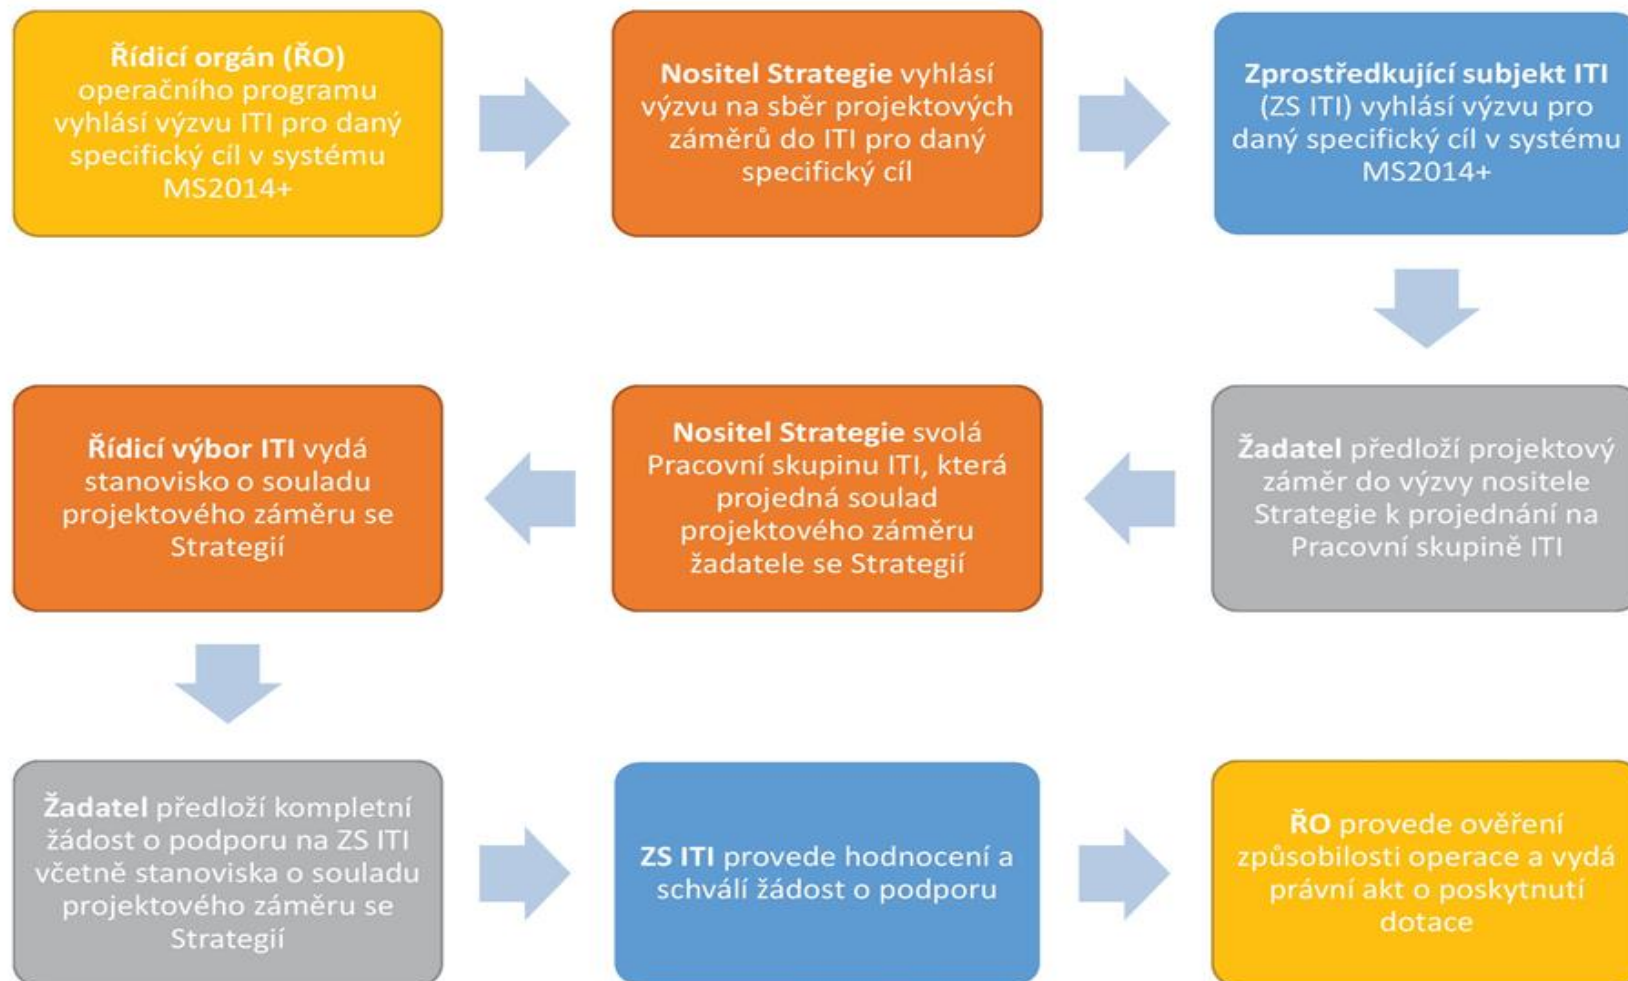 Řídicí orgán (ŘO)
operačního programu
vyhlásí výzvu ITI pro daný
specifický cíl v systému
MS2014+
Nositel Strategie vyhlásí
výzvu na sběr projektových
záměrů do ITI pro daný
specifický cíl
Zprostředkující subjekt ITI
(ZS ITI) vyhlásí výzvu pro
daný specifický cíl v systému
MS2014+
Žadatel předloží projektový
záměr do výzvy nositele
Strategie k projednání na
Pracovní skupině ITI
Nositel Strategie svolá
Pracovní skupinu ITI, která
projedná soulad
projektového záměru
žadatele se Strategií
Řídicí výbor ITI vydá
stanovisko o souladu
projektového záměru se
Strategií
Žadatel předloží kompletní
žádost o podporu na ZS ITI
včetně stanoviska o souladu
projektového záměru se
Strategií
ZS ITI provede hodnocení a
schválí žádost o podporu
ŘO provede ověření
způsobilosti operace a vydá
právní akt o poskytnutí
dotace